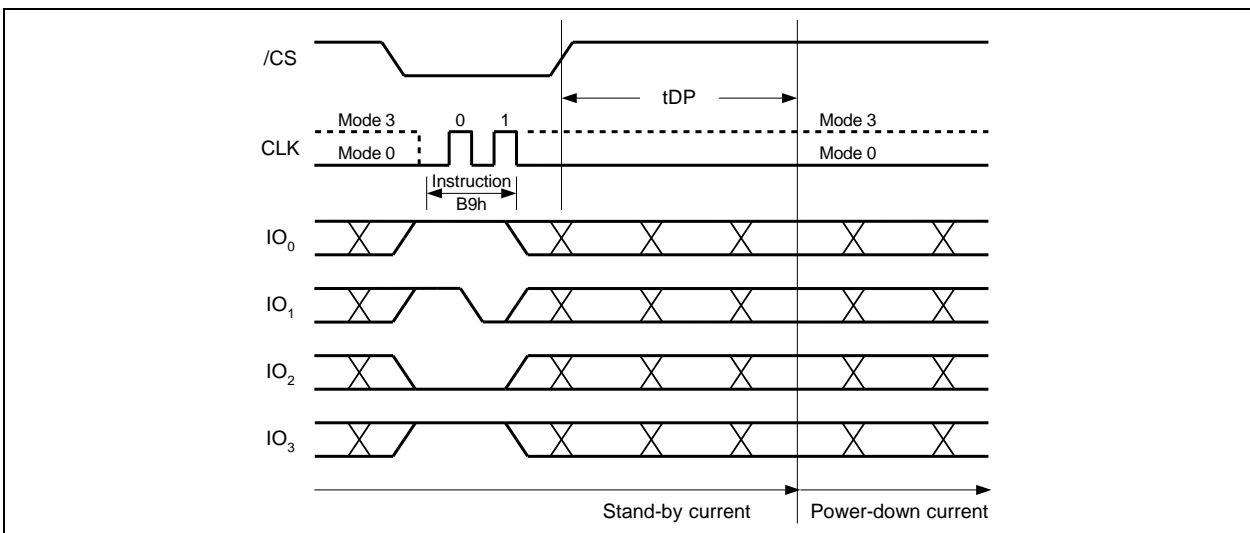 /CS
tDP
Mode 3 0 1 Mode 3
CLK
Mode 0 Mode 0
Instruction
B9h
IO0
IO1
IO2
IO3
Stand-by current Power-down current